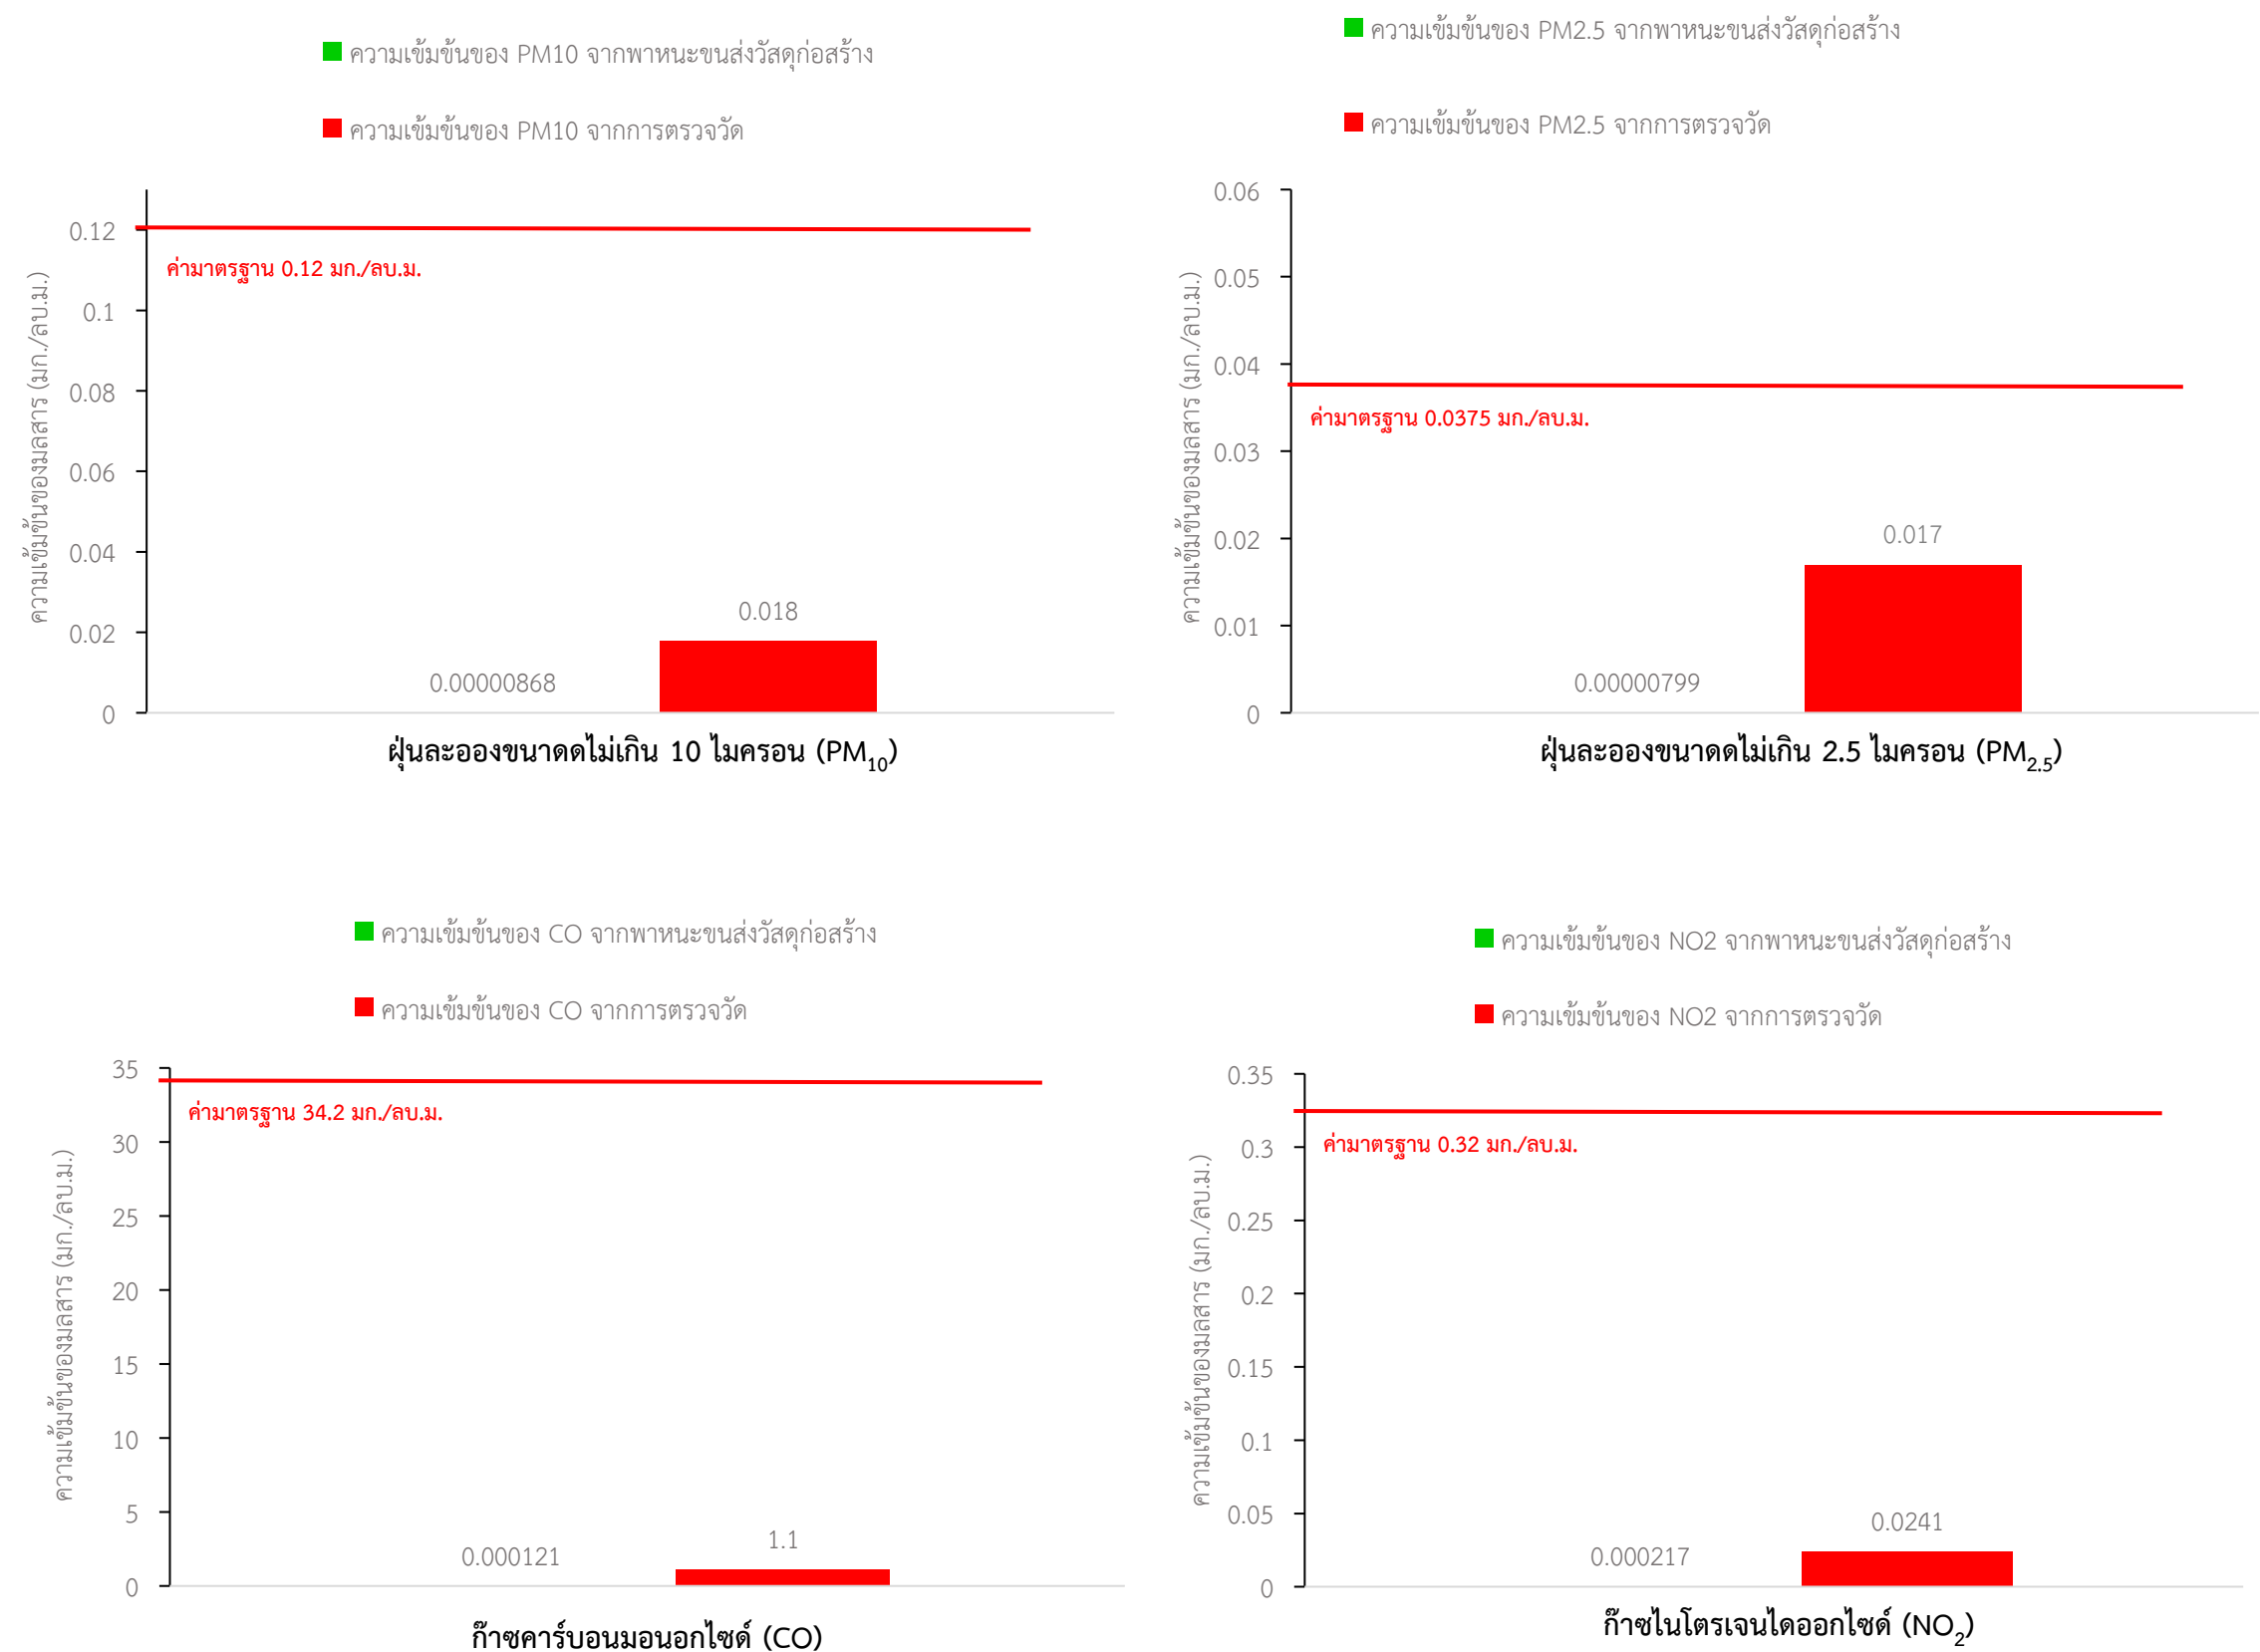 ความเข้มข้นของ PM10 จากพาหนะขนส่งวัสดุก่อสร้าง
ความเข้มข้นของ PM10 จากการตรวจวัด
ความเข้มข้นของมลสาร (มก./ลบ.ม.)
0.12
0.1
0.08
0.06
0.04
0.02
0
ค่ามาตรฐาน 0.12 มก./ลบ.ม.
0.00000868
0.018
ฝุ่นละอองขนาดดไม่เกิน 10 ไมครอน (PM10)
ความเข้มข้นของ PM2.5 จากพาหนะขนส่งวัสดุก่อสร้าง
ความเข้มข้นของ PM2.5 จากการตรวจวัด
ความเข้มข้นของมลสาร (มก./ลบ.ม.)
0.06
0.05
0.04
0.03
0.02
0.01
0
ค่ามาตรฐาน 0.0375 มก./ลบ.ม.
0.00000799
0.017
ฝุ่นละอองขนาดดไม่เกิน 2.5 ไมครอน (PM2.5)
ความเข้มข้นของ CO จากพาหนะขนส่งวัสดุก่อสร้าง
ความเข้มข้นของ CO จากการตรวจวัด
ความเข้มข้นของมลสาร (มก./ลบ.ม.)
35
30
25
20
15
10
5
0
ค่ามาตรฐาน 34.2 มก./ลบ.ม.
0.000121
1.1
ก๊าซคาร์บอนมอนอกไซด์ (CO)
ความเข้มข้นของ NO2 จากพาหนะขนส่งวัสดุก่อสร้าง
ความเข้มข้นของ NO2 จากการตรวจวัด
ความเข้มข้นของมลสาร (มก./ลบ.ม.)
0.35
0.3
0.25
0.2
0.15
0.1
0.05
0
ค่ามาตรฐาน 0.32 มก./ลบ.ม.
0.000217
0.0241
ก๊าซไนโตรเจนไดออกไซด์ (NO2)